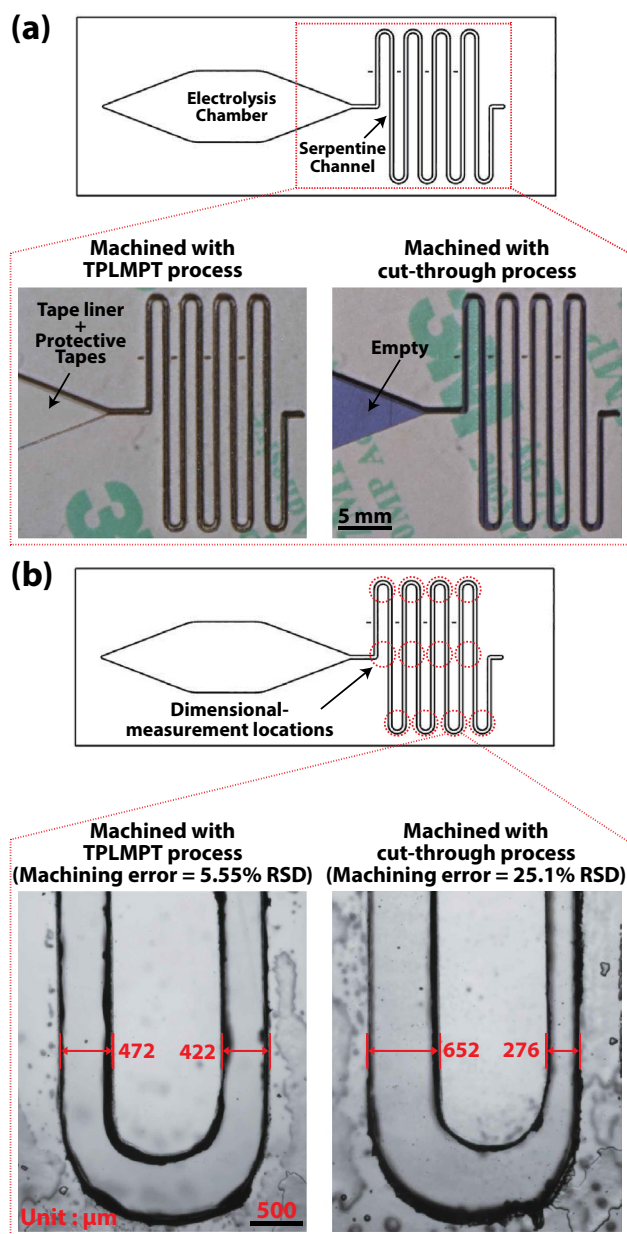 (a)
Electrolysis
Chamber
Serpentine
Channel
Machined with
TPLMPT process
Machined with
cut-through process
Tape liner
+
Protective
Tapes
Empty
5 mm
(b)
Dimensional-
measurement locations
Machined with
TPLMPT process
(Machining error = 5.55% RSD)
Machined with
cut-through process
(Machining error = 25.1% RSD)
472
422
652
276
Unit : μm
500